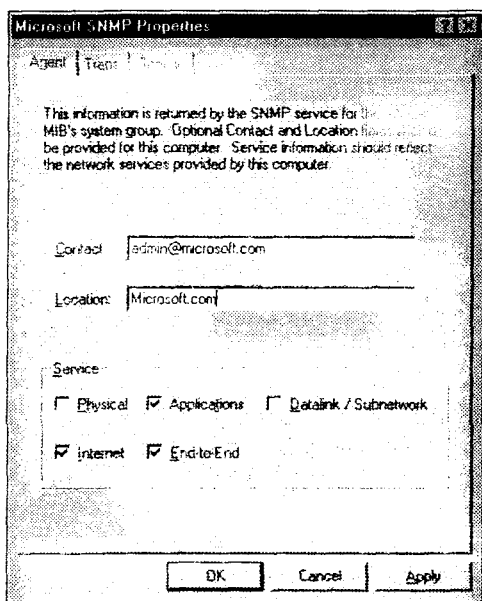 Microsoft SNMP Properties
Agent
This information is returned by the SNMP service for the
MIB's system group. Optional Contact and Location
be provided for this computer. Service information should reflect
the network services provided by this computer.
Contact admin@microsoft.com
Location: Microsoft.com
Service
Physical Applications Datalink / Subnetwork
Internet End-to-End
OK Cancel Apply